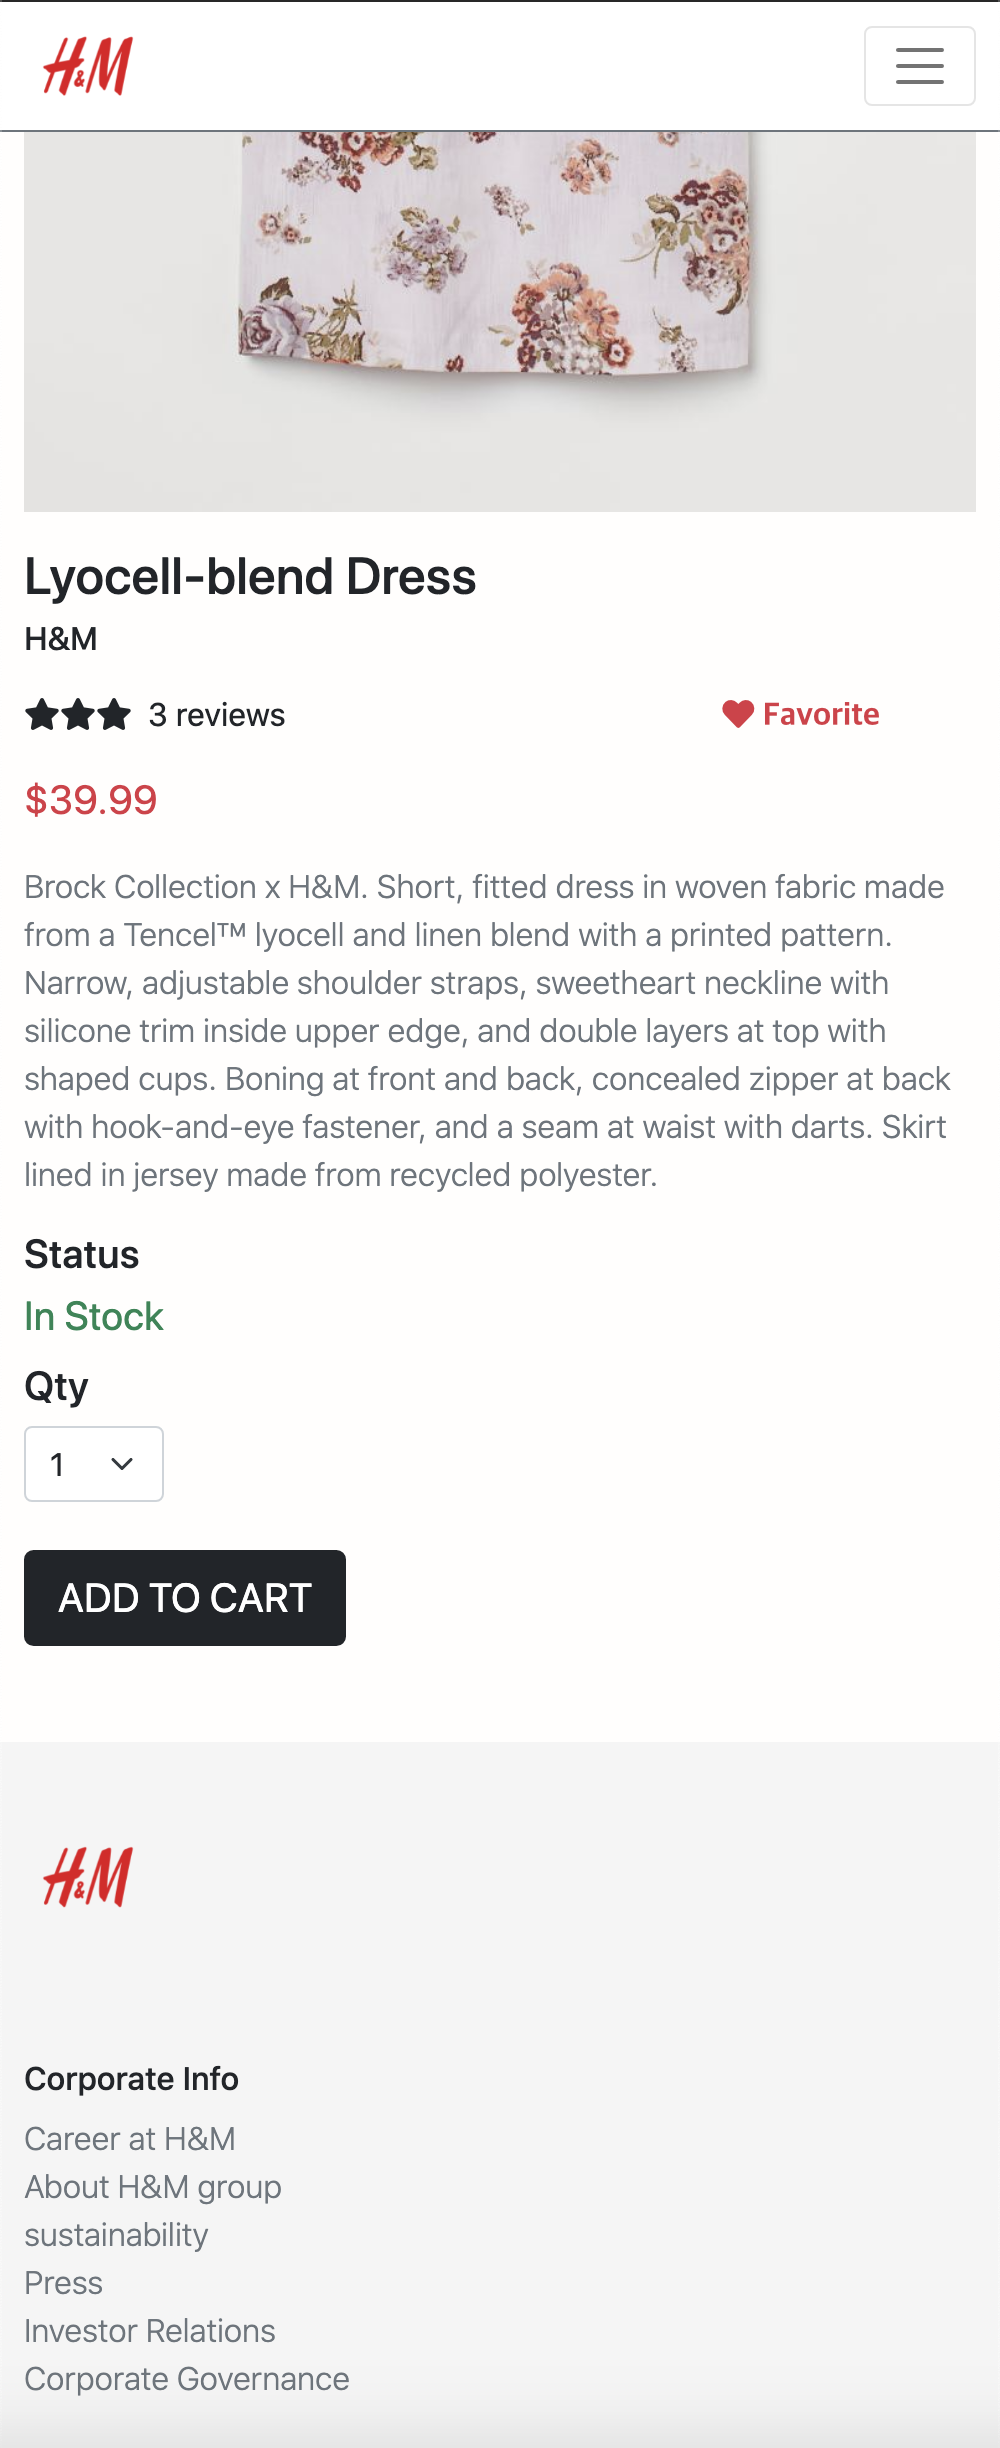 H&M
Lyocell-blend Dress
H&M
3 reviews
Favorite
$39.99
Brock Collection x H&M. Short, fitted dress in woven fabric made
from a Tencel™ lyocell and linen blend with a printed pattern.
Narrow, adjustable shoulder straps, sweetheart neckline with
silicone trim inside upper edge, and double layers at top with
shaped cups. Boning at front and back, concealed zipper at back
with hook-and-eye fastener, and a seam at waist with darts. Skirt
lined in jersey made from recycled polyester.
Status
In Stock
Qty
1
ADD TO CART
H&M
Corporate Info
Career at H&M
About H&M group
sustainability
Press
Investor Relations
Corporate Governance